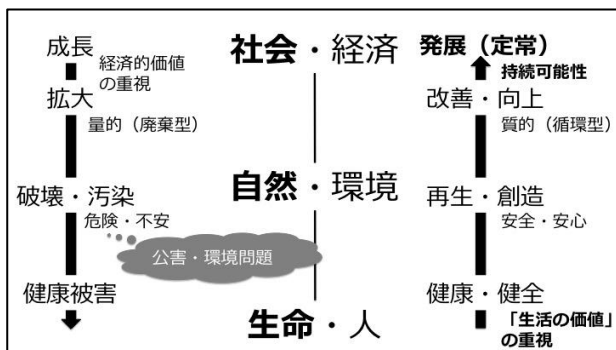 成長
経済的価値
の重視
拡大
量的（廃棄型）
破壊・汚染
危険・不安
公害・環境問題
健康被害
社会・経済
自然・環境
生命・人
発展（定常）
持続可能性
改善・向上
質的（循環型）
再生・創造
安全・安心
健康・健全
「生活の価値」
の重視